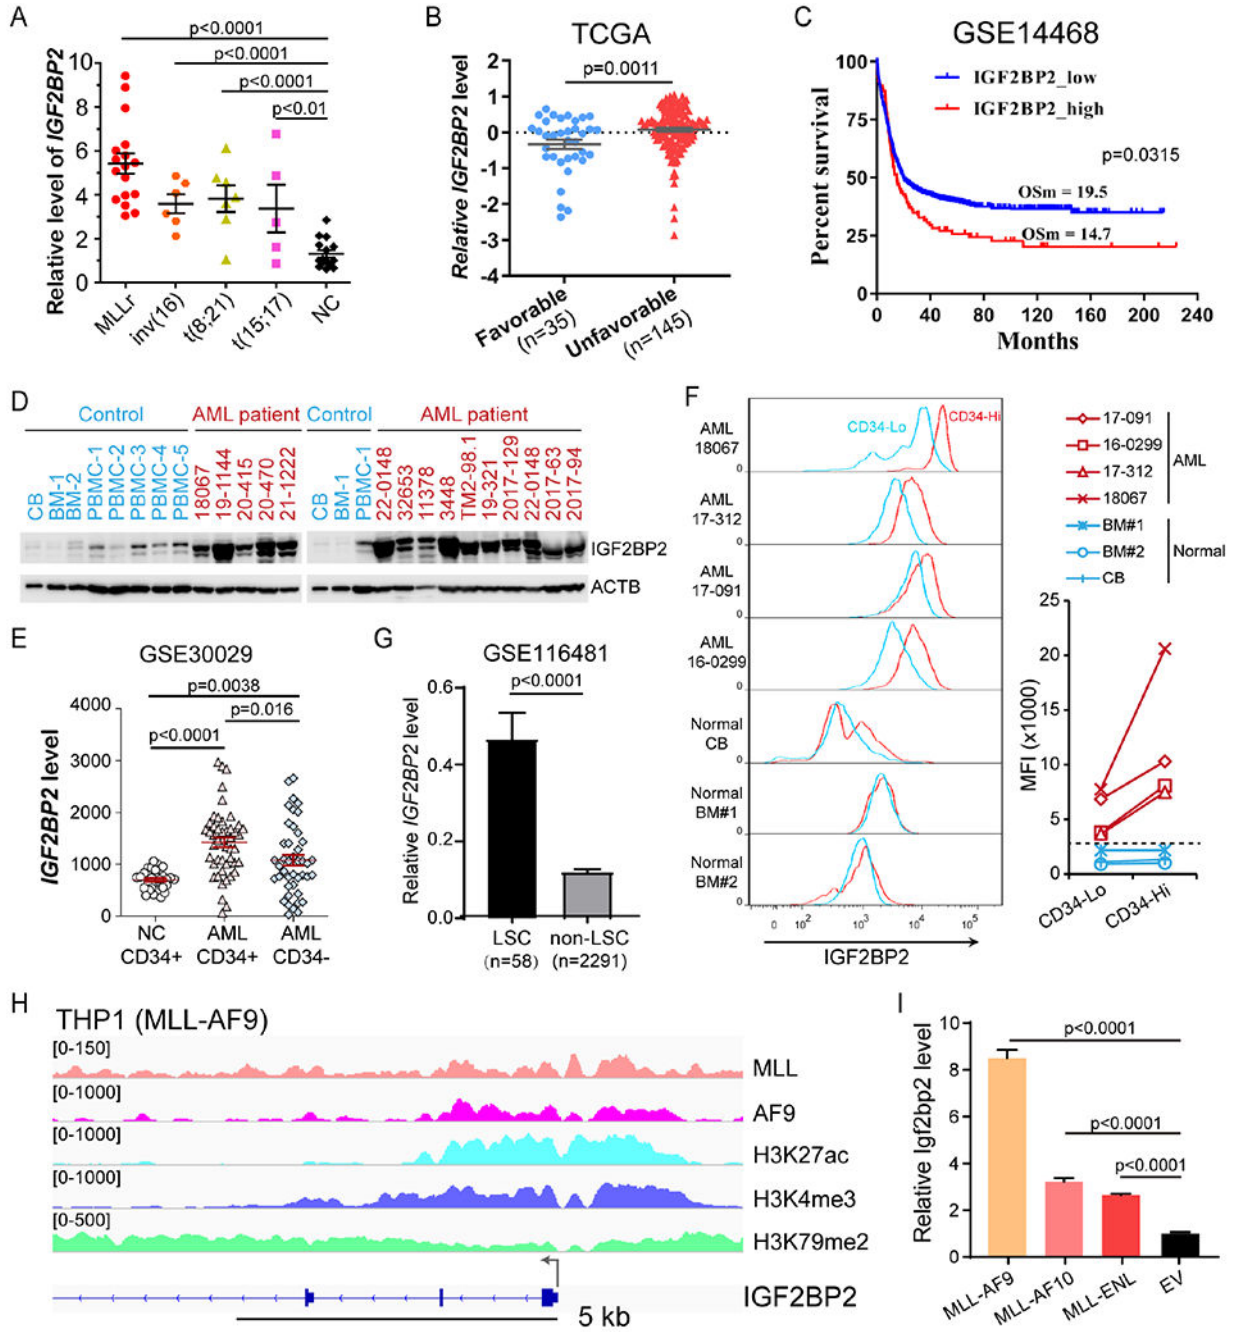 A
p<0.0001
p<0.0001
p<0.0001
p<0.01
Relative level of IGF2BP2
10
8
6
4
2
0
MLLr
inv(16)
t(8;21)
t(15;17)
NC
B
TCGA
p=0.0011
Relative IGF2BP2 level
2
1
0
-1
-2
-3
-4
Favorable
(n=35)
Unfavorable
(n=145)
C
GSE14468
IGF2BP2_low
IGF2BP2_high
p=0.0315
OSm = 19.5
OSm = 14.7
Percent survival
100
75
50
25
0
0 40 80 120 160 200 240
Months
D
Control AML patient Control AML patient
CB
BM-1
BM-2
PBMC-1
PBMC-2
PBMC-3
PBMC-4
PBMC-5
18067
19-1144
20-415
20-470
21-1222
CB
BM-1
PBMC-1
22-0148
32653
11378
3448
TM2-98.1
19-321
2017-129
22-0148
2017-63
2017-94
IGF2BP2
ACTB
E
GSE30029
p=0.0038
p=0.016
p<0.0001
IGF2BP2 level
4000
3000
2000
1000
0
NC
CD34+
AML
CD34+
AML
CD34-
G
GSE116481
p<0.0001
Relative IGF2BP2 level
0.6
0.4
0.2
0.0
LSC
(n=58)
non-LSC
(n=2291)
F
CD34-Lo
CD34-Hi
AML
18067
0
AML
17-312
0
AML
17-091
0
AML
16-0299
0
Normal
CB
0
Normal
BM#1
0
Normal
BM#2
0
0 10² 10³ 10⁴ 10⁵
IGF2BP2
17-091
16-0299
17-312
18067
AML
BM#1
BM#2
CB
Normal
MFI (x1000)
25
20
15
10
5
0
CD34-Lo
CD34-Hi
H
THP1 (MLL-AF9)
[0-150]
MLL
[0-1000]
AF9
[0-1000]
H3K27ac
[0-1000]
H3K4me3
[0-500]
H3K79me2
IGF2BP2
5 kb
I
p<0.0001
p<0.0001
p<0.0001
Relative Igf2bp2 level
10
8
6
4
2
0
MLL-AF9
MLL-AF10
MLL-ENL
EV